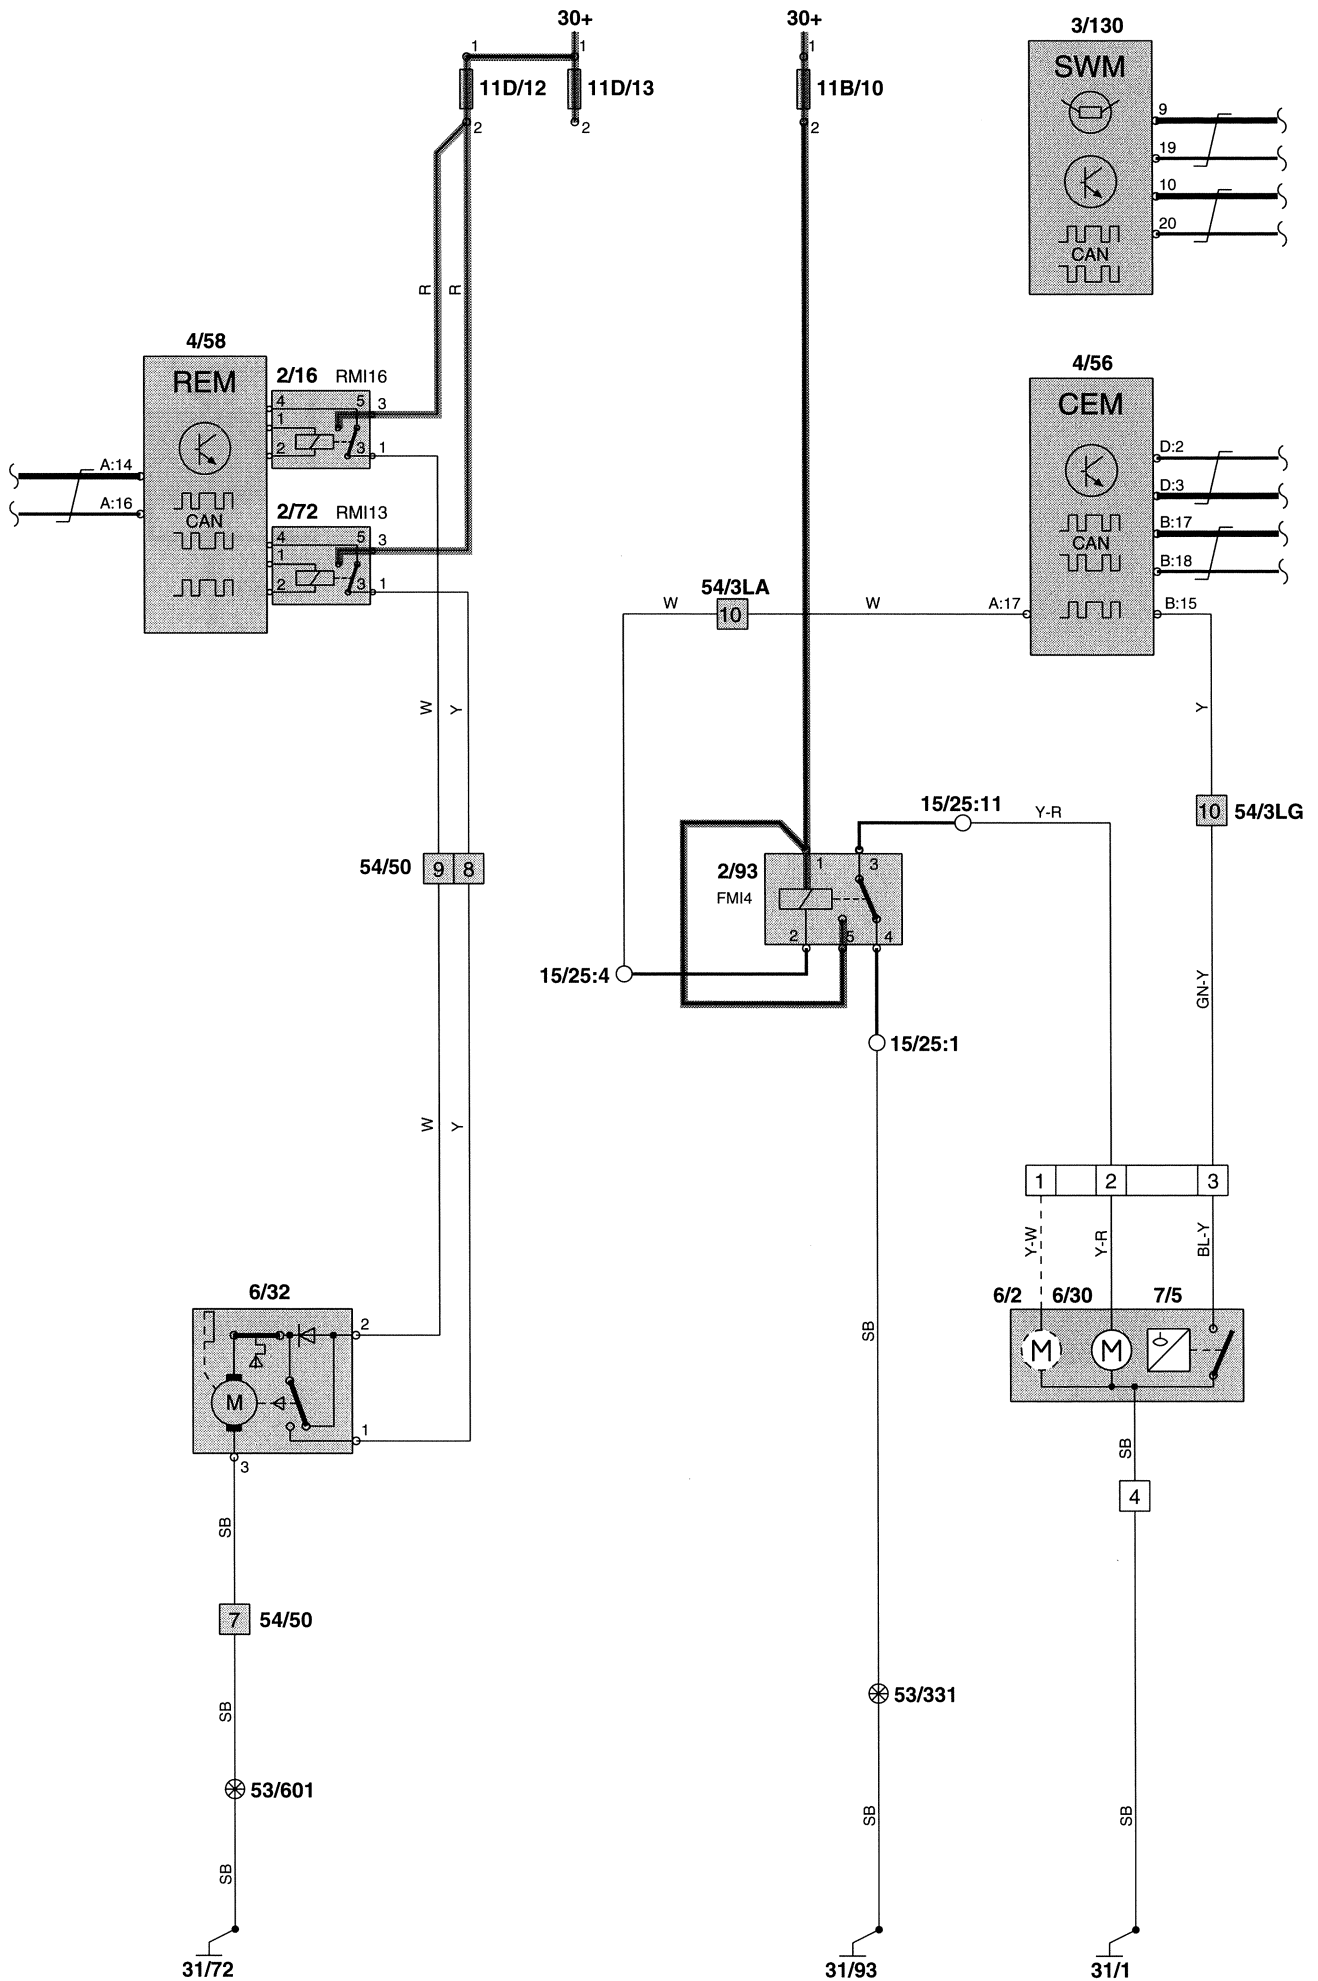 30+
30+
3/130
1
1
1
SWM
11D/12
11D/13
11B/10
2
2
2
9
19
10
20
CAN
R
R
4/58
REM
2/16
RMI16
4
5
3
1
2
3
1
A:14
A:16
CAN
2/72
RMI13
4
5
3
1
2
3
1
4/56
CEM
D:2
D:3
B:17
CAN
B:18
54/3LA
W
10
W
A:17
B:15
W
Y
Y
15/25:11
Y-R
10
54/3LG
54/50
9
8
2/93
FMI4
1
3
2
5
4
15/25:4
GN-Y
15/25:1
W
Y
1
2
3
Y-W
Y-R
BL-Y
6/32
6/2
6/30
7/5
SB
2
M
M
M
1
3
SB
SB
4
7
54/50
53/331
SB
53/601
SB
SB
SB
31/72
31/93
31/1